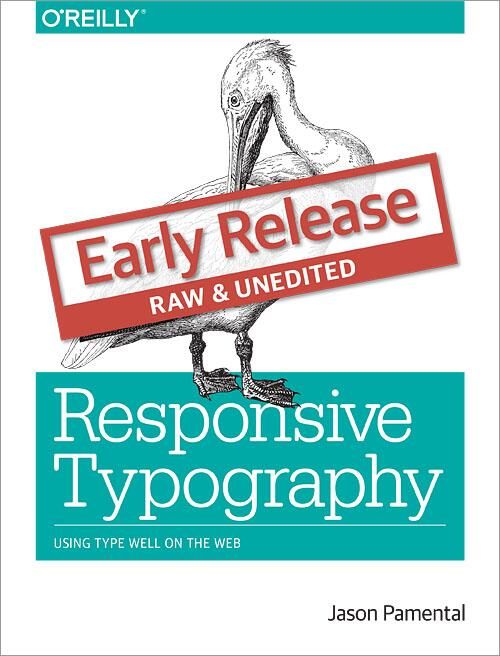 O'REILLY®
Early Release
RAW & UNEDITED
Responsive
Typography
USING TYPE WELL ON THE WEB
Jason Pamental